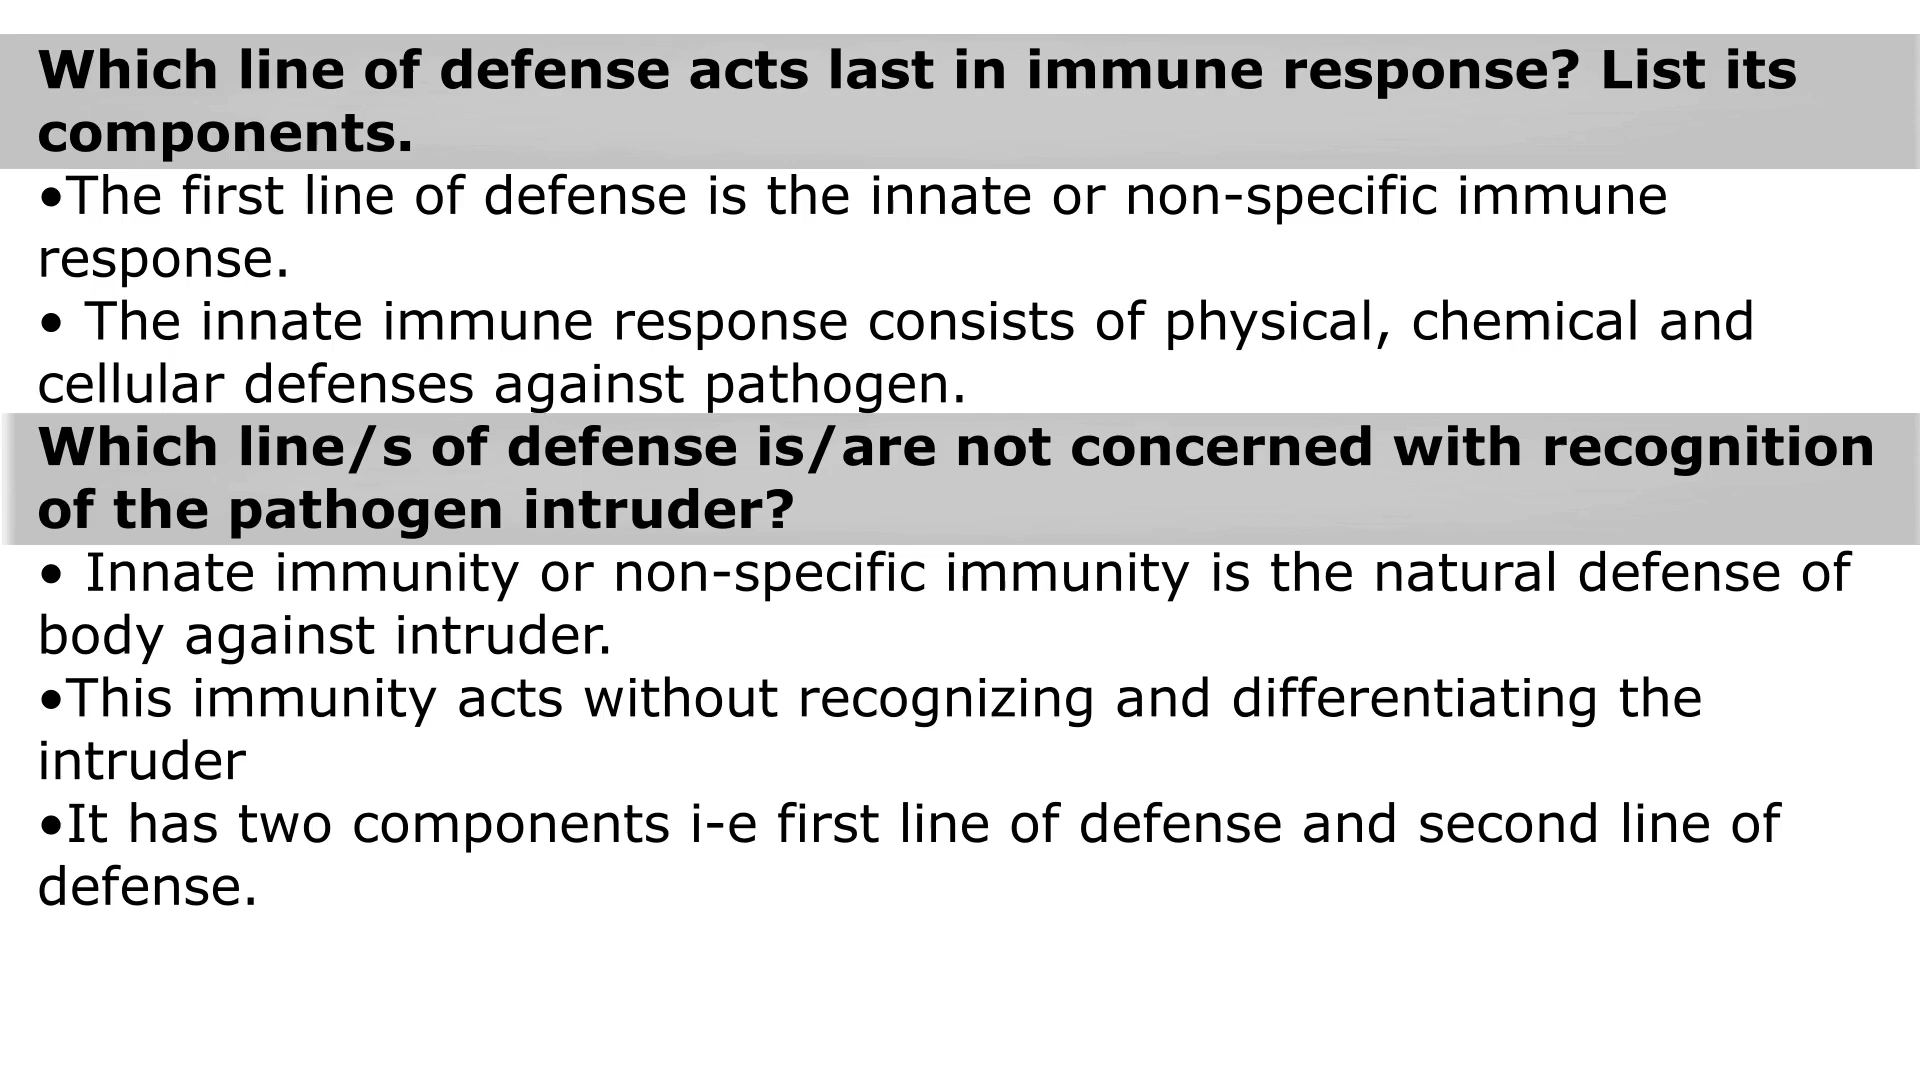 Which line of defense acts last in immune response? List its
components.
•The first line of defense is the innate or non-specific immune
response.
• The innate immune response consists of physical, chemical and
cellular defenses against pathogen.
Which line/s of defense is/are not concerned with recognition
of the pathogen intruder?
• Innate immunity or non-specific immunity is the natural defense of
body against intruder.
•This immunity acts without recognizing and differentiating the
intruder
•It has two components i-e first line of defense and second line of
defense.